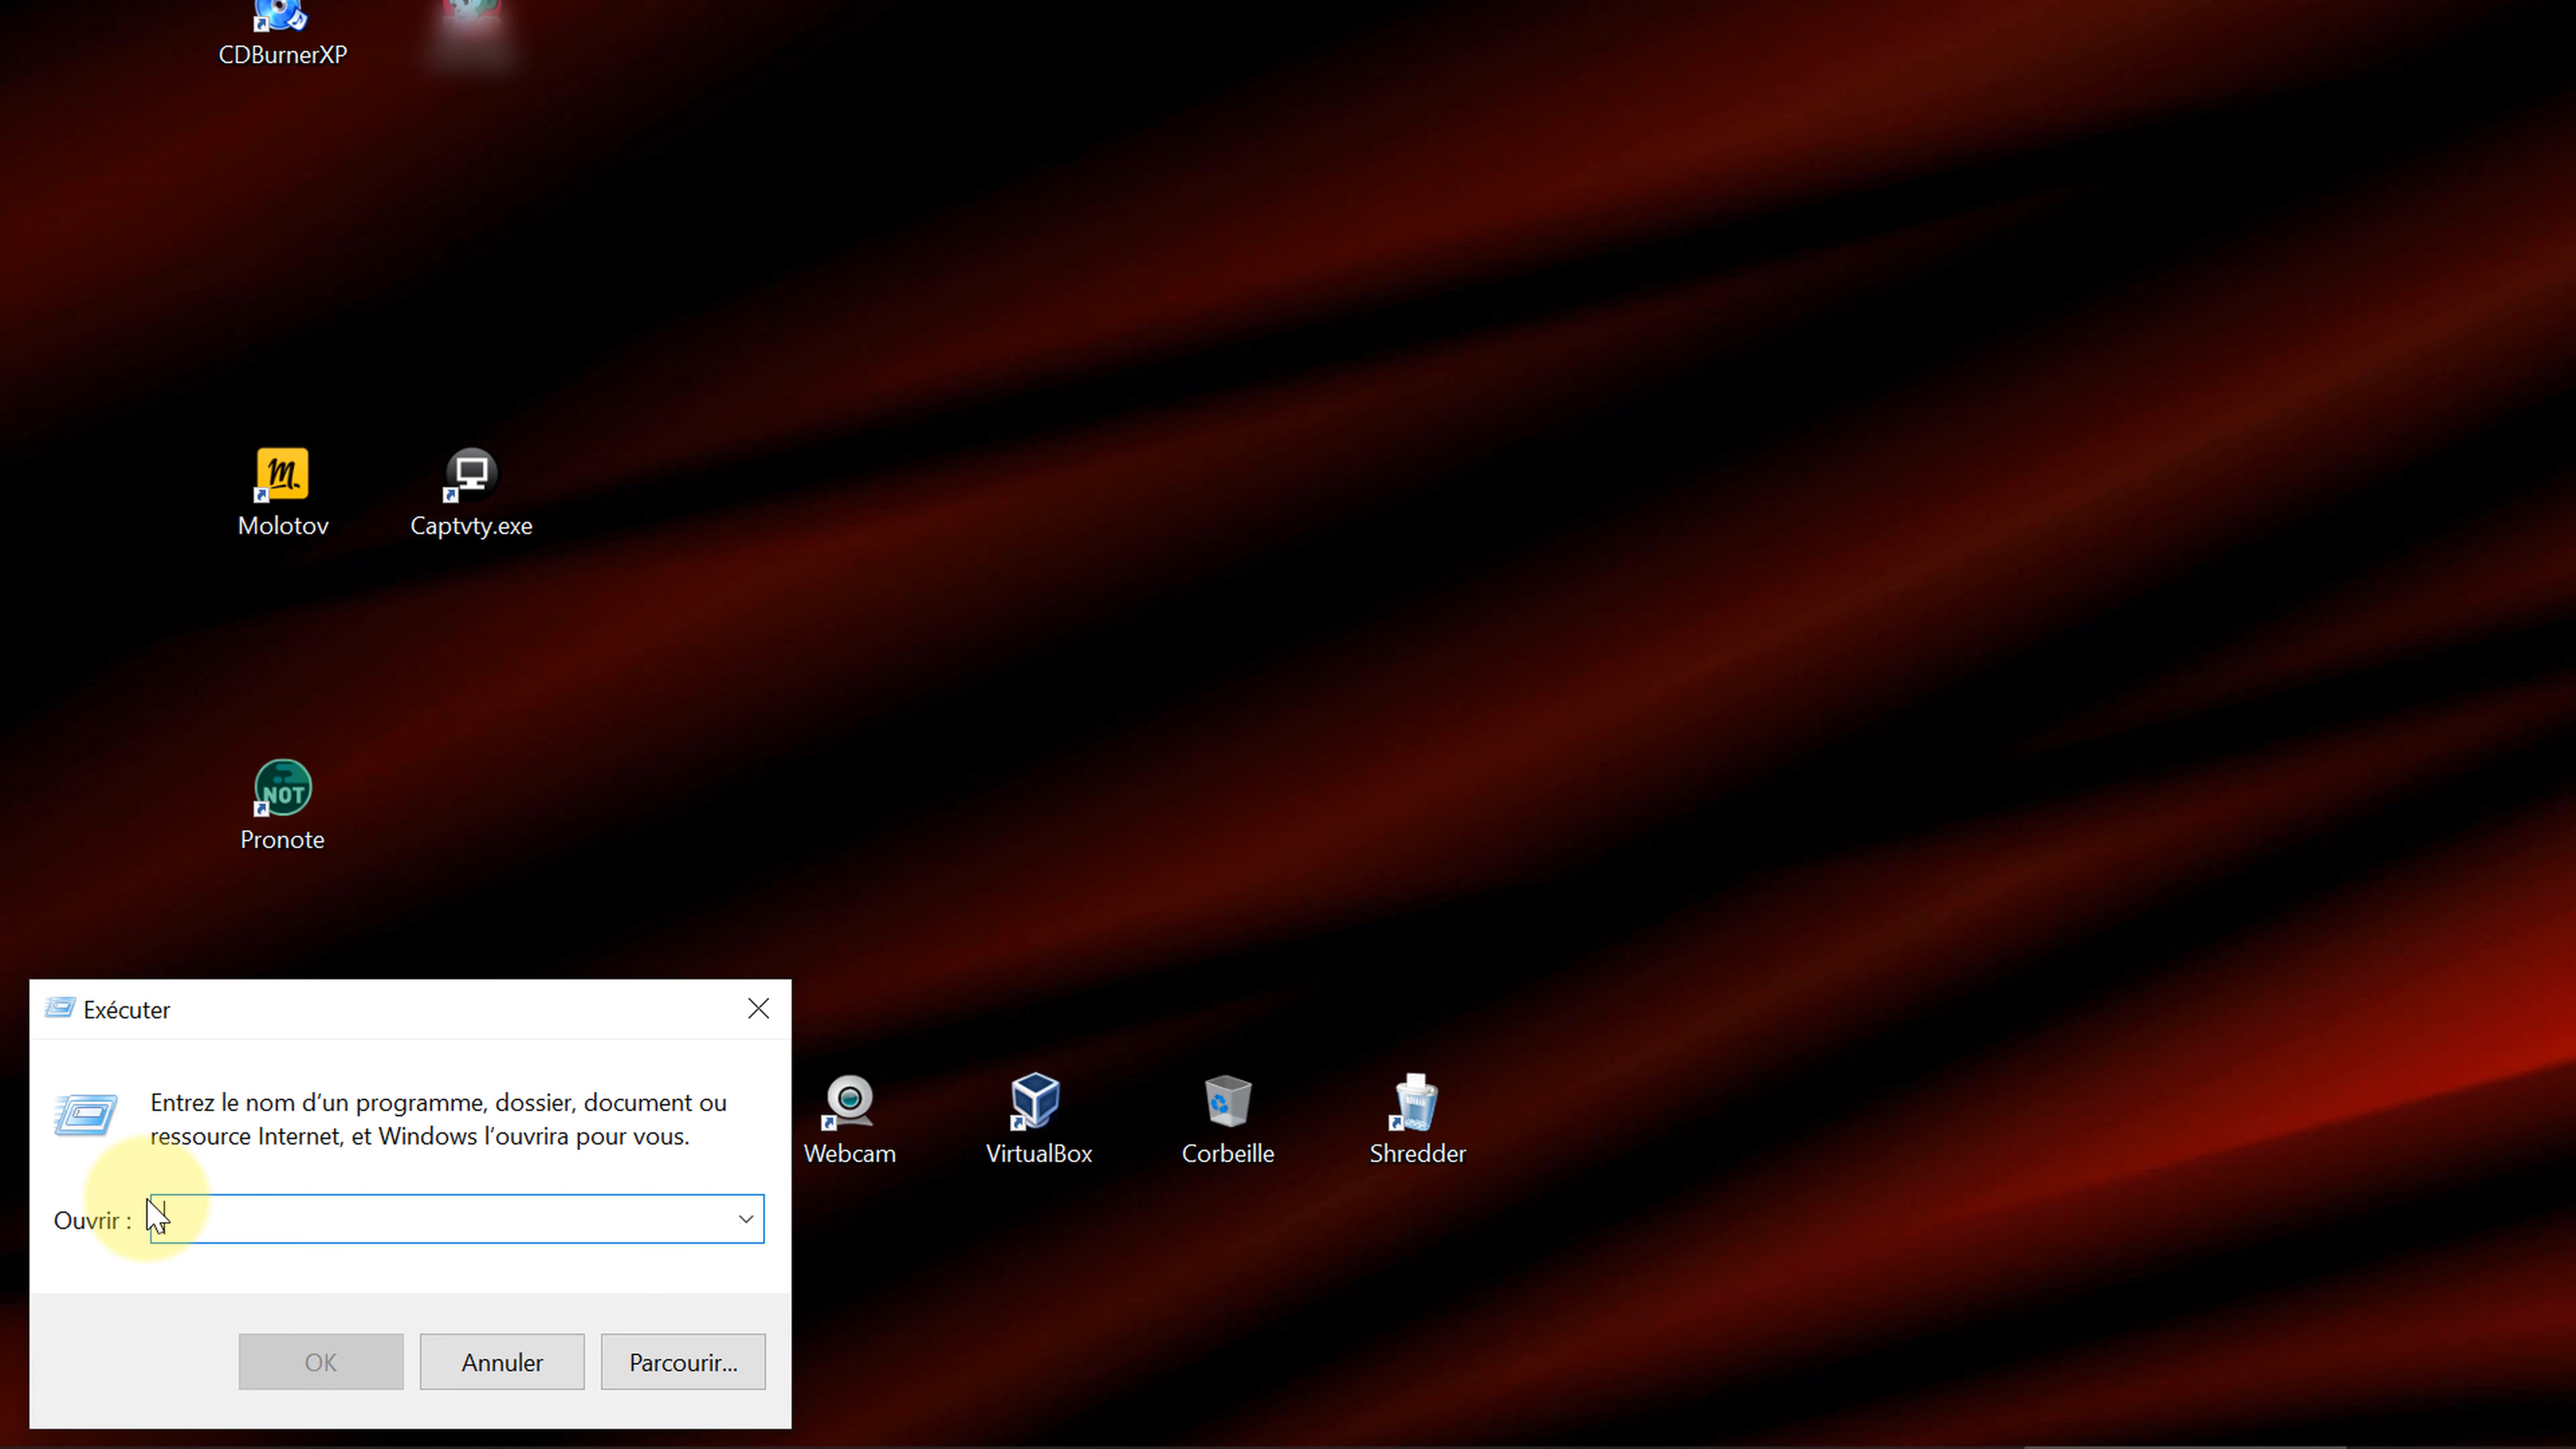 CDBurnerXP
m.
Molotov
Captvty.exe
NOT
Pronote
Exécuter
Entrez le nom d’un programme, dossier, document ou
ressource Internet, et Windows l’ouvrira pour vous.
Ouvrir :
OK
Annuler
Parcourir...
Webcam
VirtualBox
Corbeille
Shredder